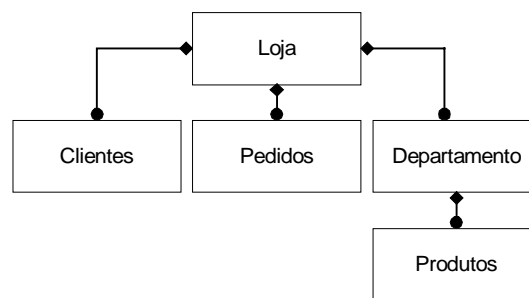 Loja
Clientes
Pedidos
Departamento
Produtos